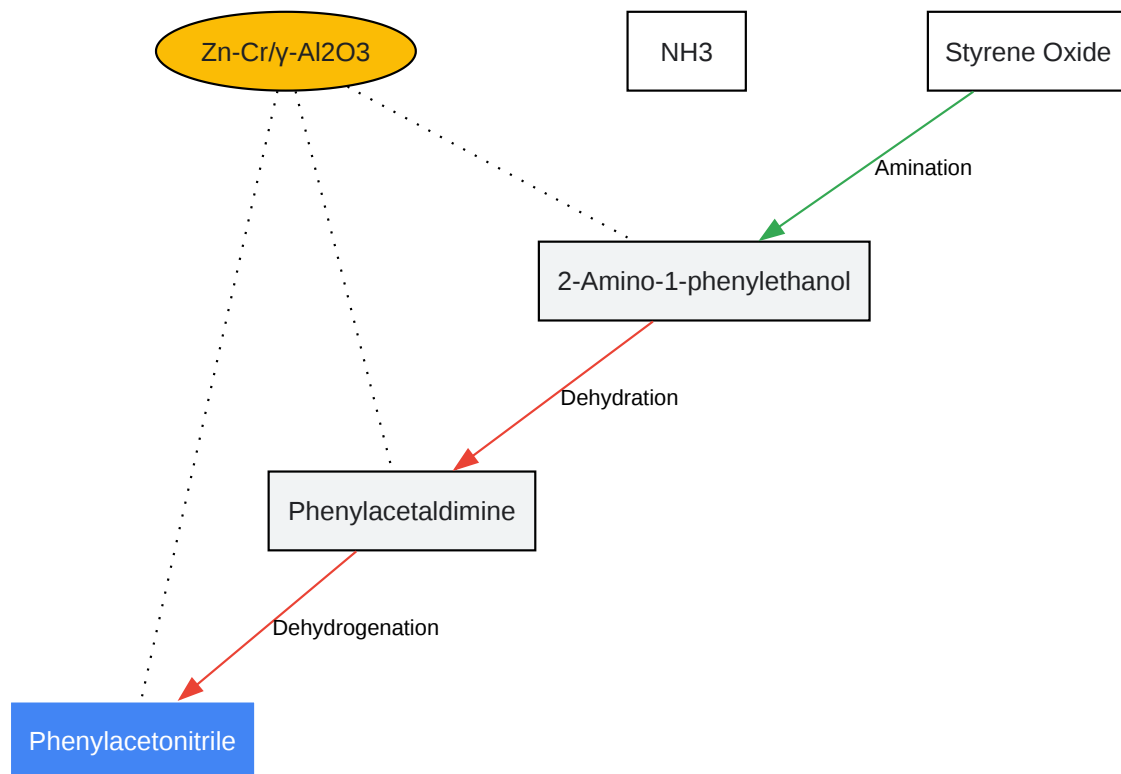 Zn-Cr/γ-Al2O3
NH3
Styrene Oxide
Amination
2-Amino-1-phenylethanol
Dehydration
Phenylacetaldimine
Dehydrogenation
Phenylacetonitrile